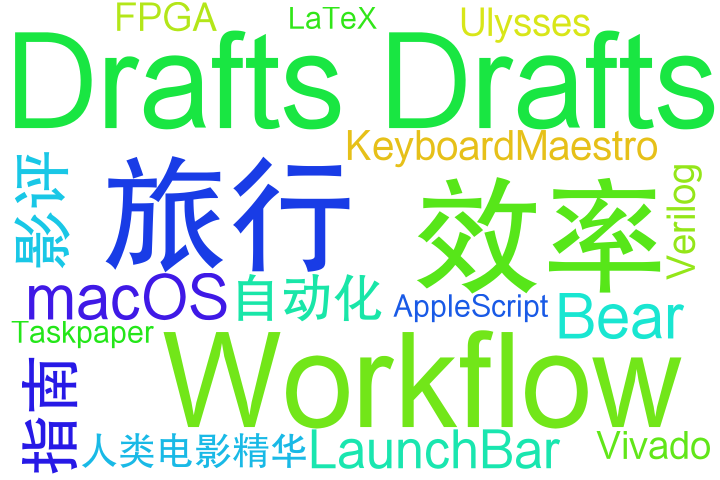 FPGA
LaTeX
Ulysses
Drafts Drafts
KeyboardMaestro
影评
旅行
效率
Verilog
macOS
自动化
AppleScript
Bear
Taskpaper
Workflow
指南
人类电影精华
LaunchBar
Vivado